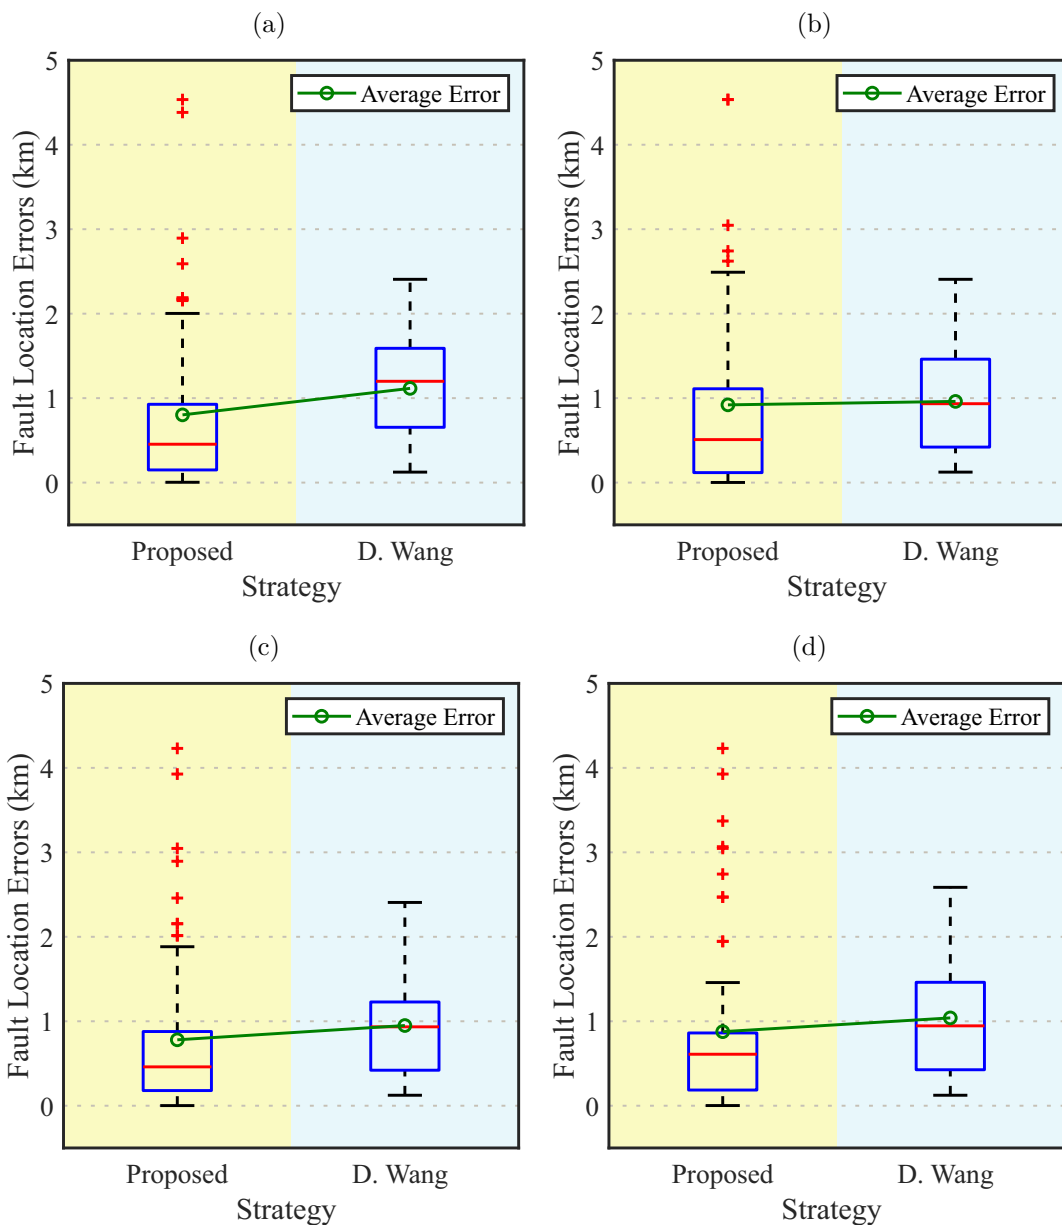 (a)
5
4
3
2
1
0
Fault Location Errors (km)
Average Error
Proposed
D. Wang
Strategy
(b)
5
4
3
2
1
0
Fault Location Errors (km)
Average Error
Proposed
D. Wang
Strategy
(c)
5
4
3
2
1
0
Fault Location Errors (km)
Average Error
Proposed
D. Wang
Strategy
(d)
5
4
3
2
1
0
Fault Location Errors (km)
Average Error
Proposed
D. Wang
Strategy